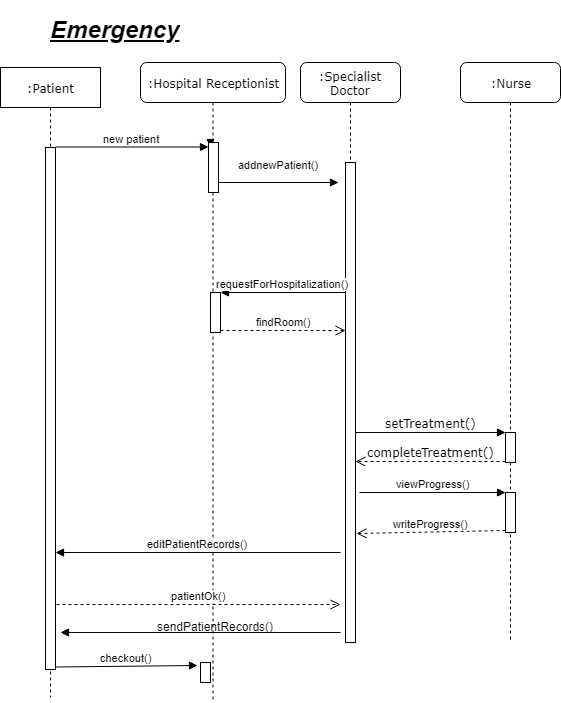 Emergency
:Patient
:Hospital Receptionist
:Specialist
Doctor
:Nurse
new patient
addnewPatient()
requestForHospitalization()
findRoom()
setTreatment()
completeTreatment()
viewProgress()
writeProgress()
editPatientRecords()
patientOk()
sendPatientRecords()
checkout()